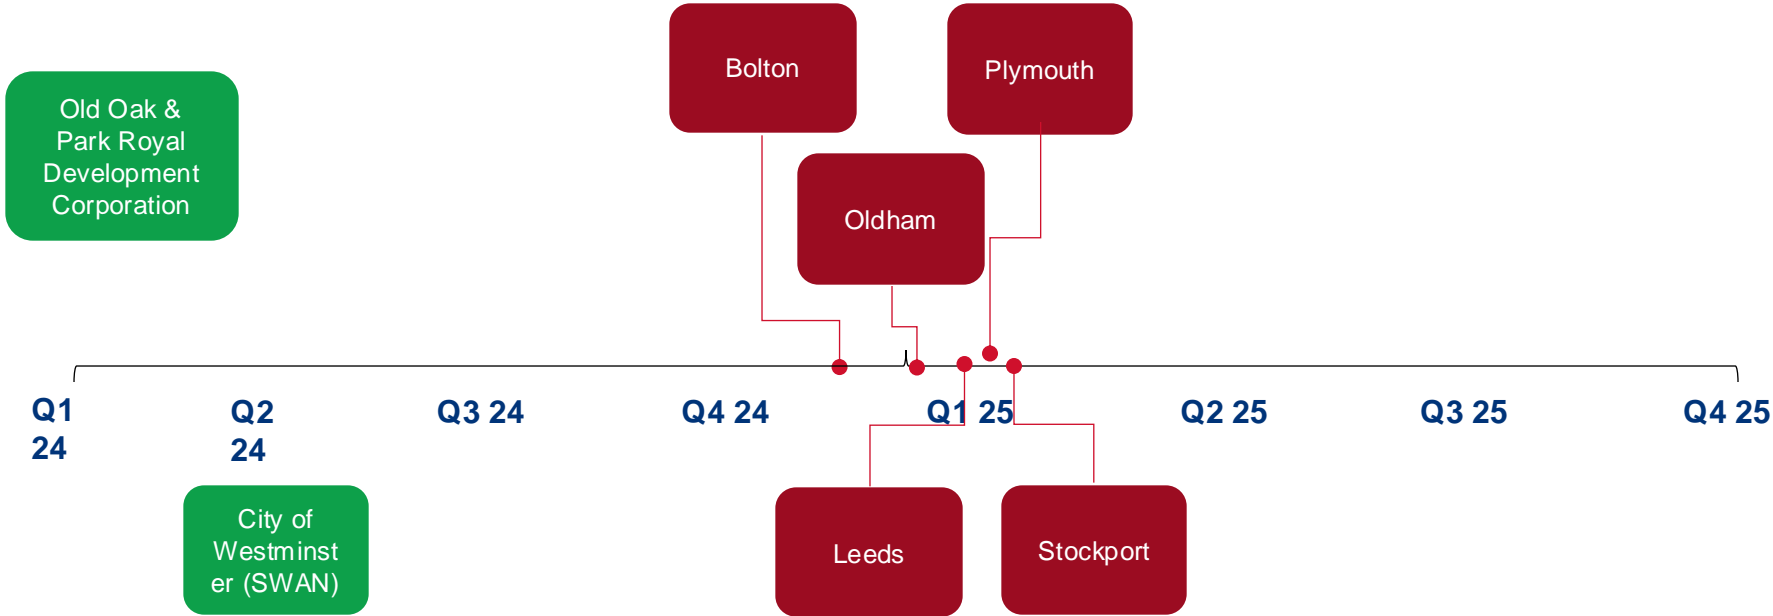 Bolton
Plymouth
Old Oak &
Park Royal
Development
Corporation
Oldham
Q1
24
Q2
24
Q3 24
Q4 24
Q1 25
Q2 25
Q3 25
Q4 25
City of
Westminst
er (SWAN)
Leeds
Stockport